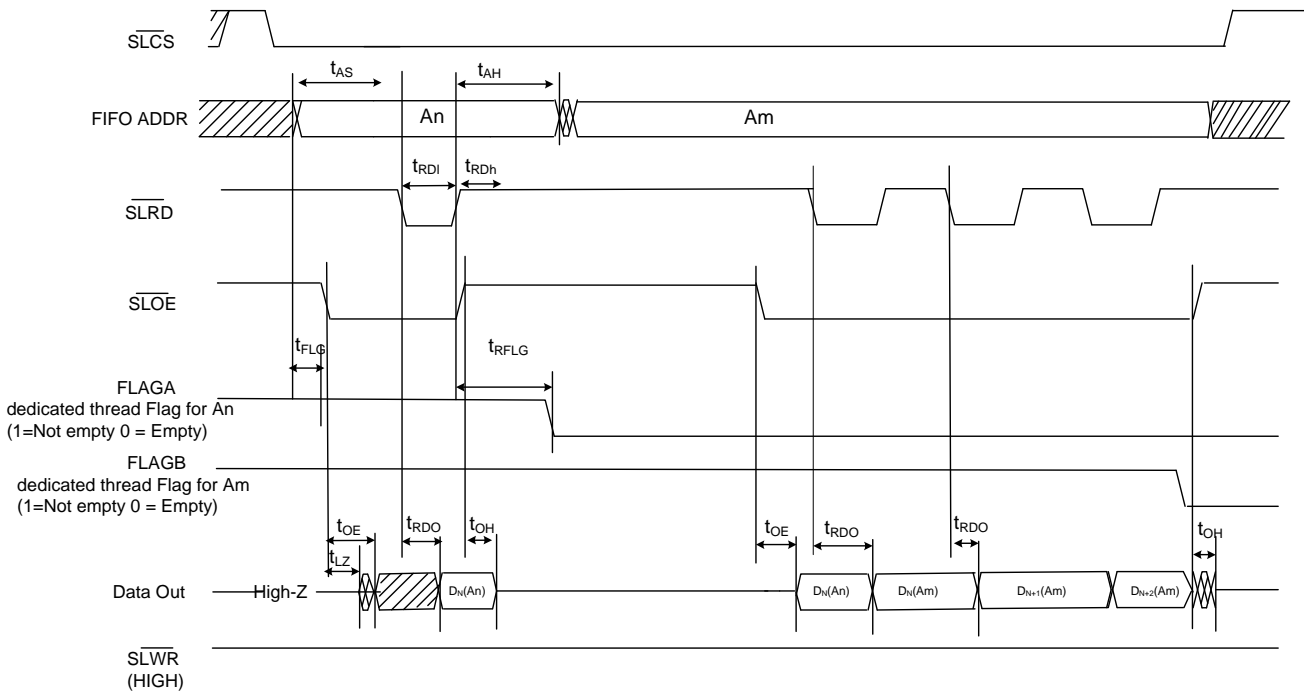 SLCS
tAS
tAH
FIFO ADDR
An
Am
tRDl
tRDh
SLRD
SLOE
tFLG
tRFLG
FLAGA
dedicated thread Flag for An
(1=Not empty 0 = Empty)
FLAGB
dedicated thread Flag for Am
(1=Not empty 0 = Empty)
tOE
tRDO
tOH
tOE
tRDO
tRDO
tOH
tLZ
Data Out
High-Z
DN(An)
DN(An)
DN(Am)
DN+1(Am)
DN+2(Am)
SLWR
(HIGH)